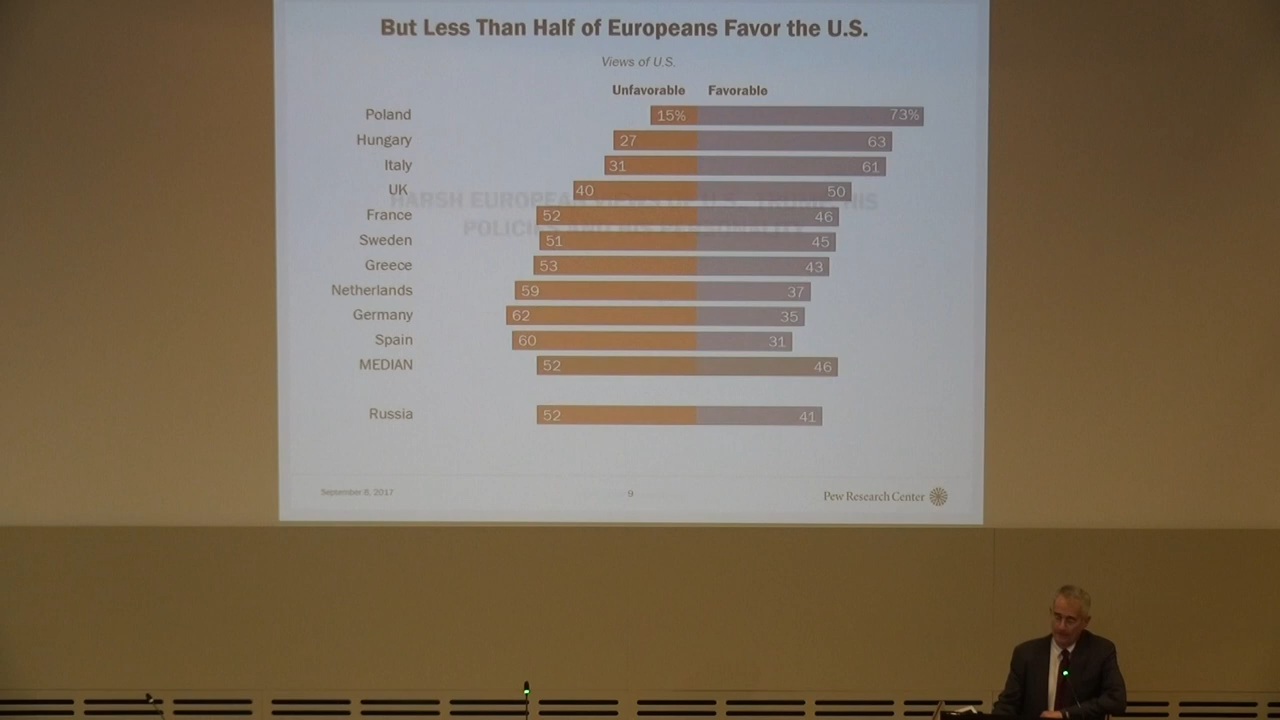 But Less Than Half of Europeans Favor the U.S.
Views of U.S.
Unfavorable Favorable
Poland 15% 73%
Hungary 27 63
Italy 31 61
UK 40 50
HARSH EUROPEAN VIEWS OF U.S., TRUMP, HIS
France 52 46
POLICIES AND HIS PERSONALITY
Sweden 51 45
Greece 53 43
Netherlands 59 37
Germany 62 35
Spain 60 31
MEDIAN 52 46
Russia 52 41
September 8, 2017 9 Pew Research Center